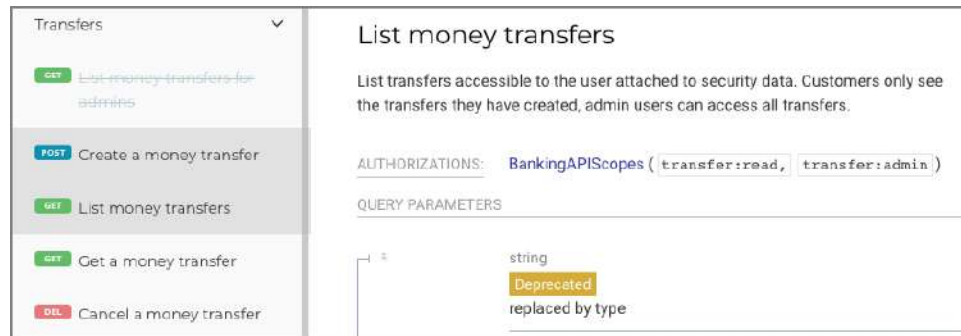 Transfers
GET List money transfers for
admins
POST Create a money transfer
GET List money transfers
GET Get a money transfer
DEL Cancel a money transfer
List money transfers
List transfers accessible to the user attached to security data. Customers only see
the transfers they have created, admin users can access all transfers.
AUTHORIZATIONS: BankingAPIScopes ( transfer:read, transfer:admin )
QUERY PARAMETERS
string
Deprecated
replaced by type